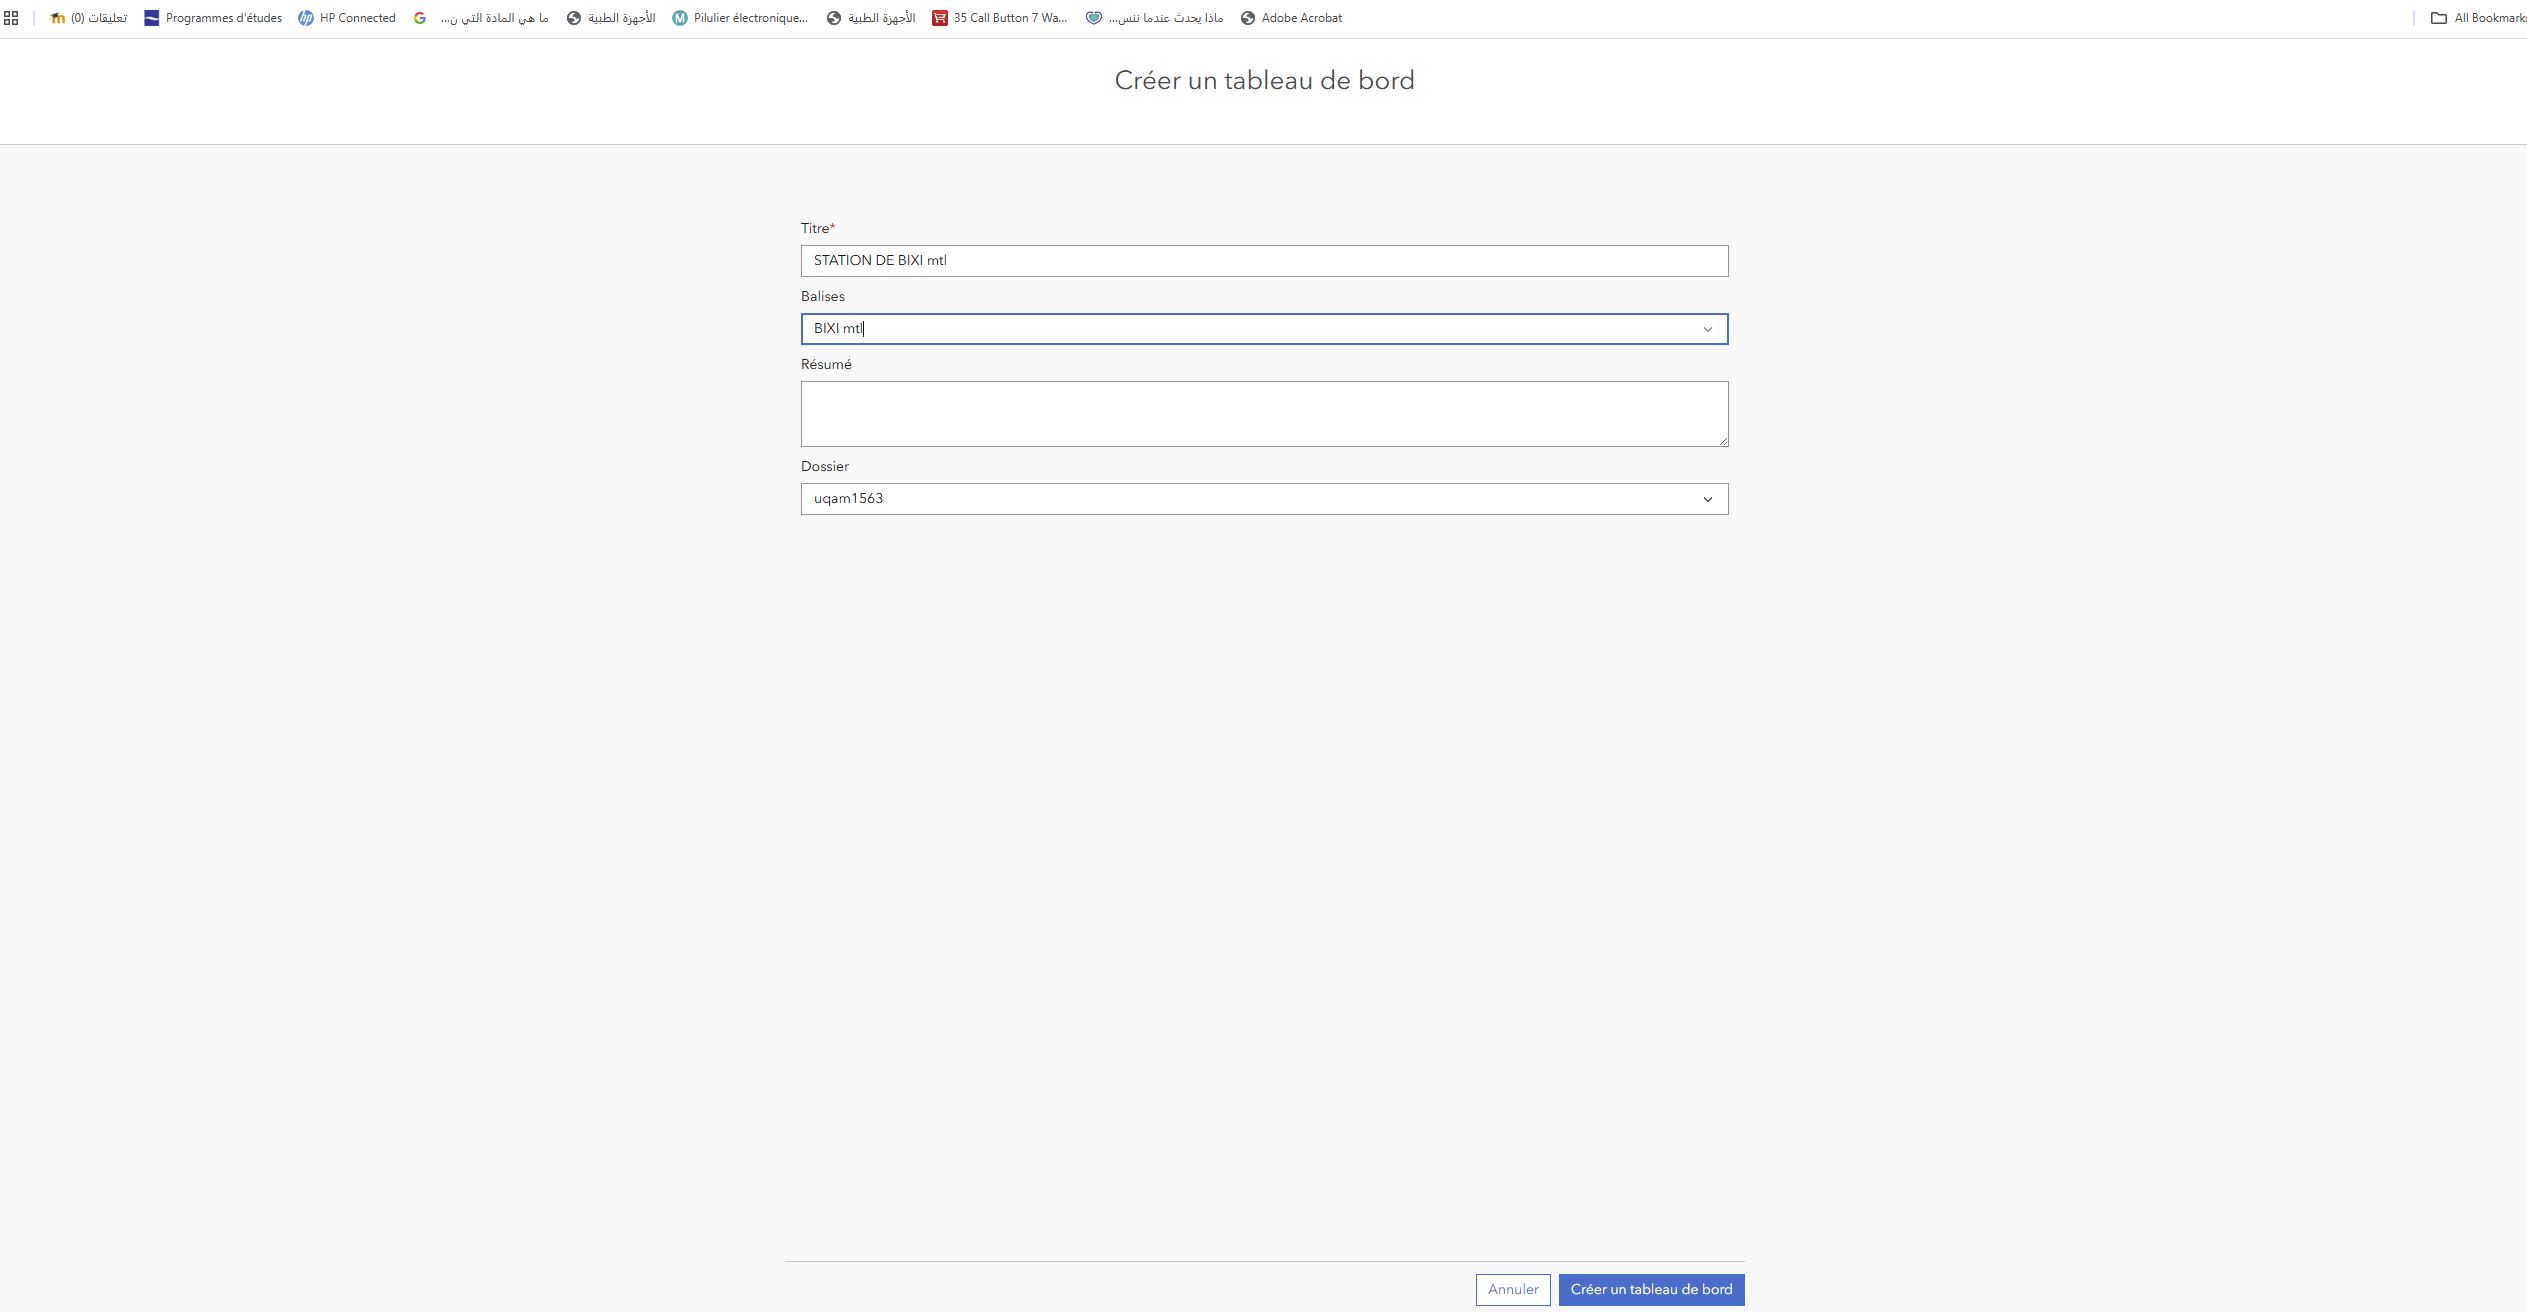 تعليقات (0) Programmes d'études HP Connected ما هي المادة التي ن... الأجهزة الطبية Pilulier électronique... الأجهزة الطبية 35 Call Button 7 Wa... ماذا يحدث عندما ننس... Adobe Acrobat All Bookmarks
Créer un tableau de bord
Titre*
STATION DE BIXI mtl
Balises
BIXI mtl
Résumé
Dossier
uqam1563
Annuler Créer un tableau de bord